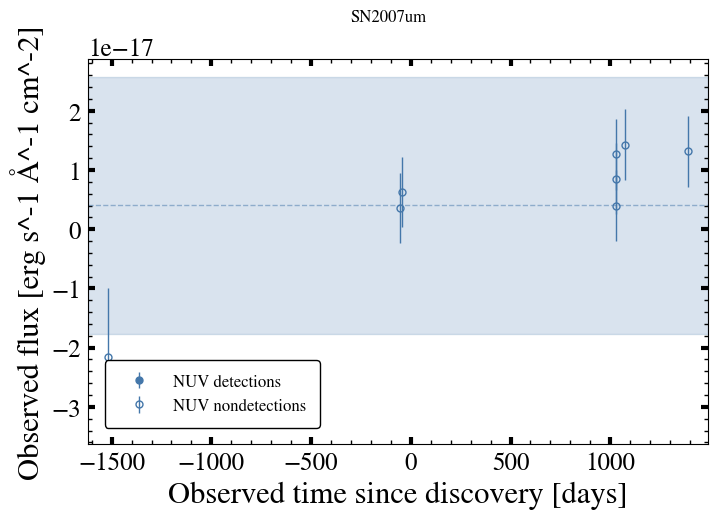 SN2007um
1e−17
2
1
0
−1
−2
−3
Observed flux [erg s^-1 Å^-1 cm^-2]
NUV detections
NUV nondetections
−1500 −1000 −500 0 500 1000
Observed time since discovery [days]